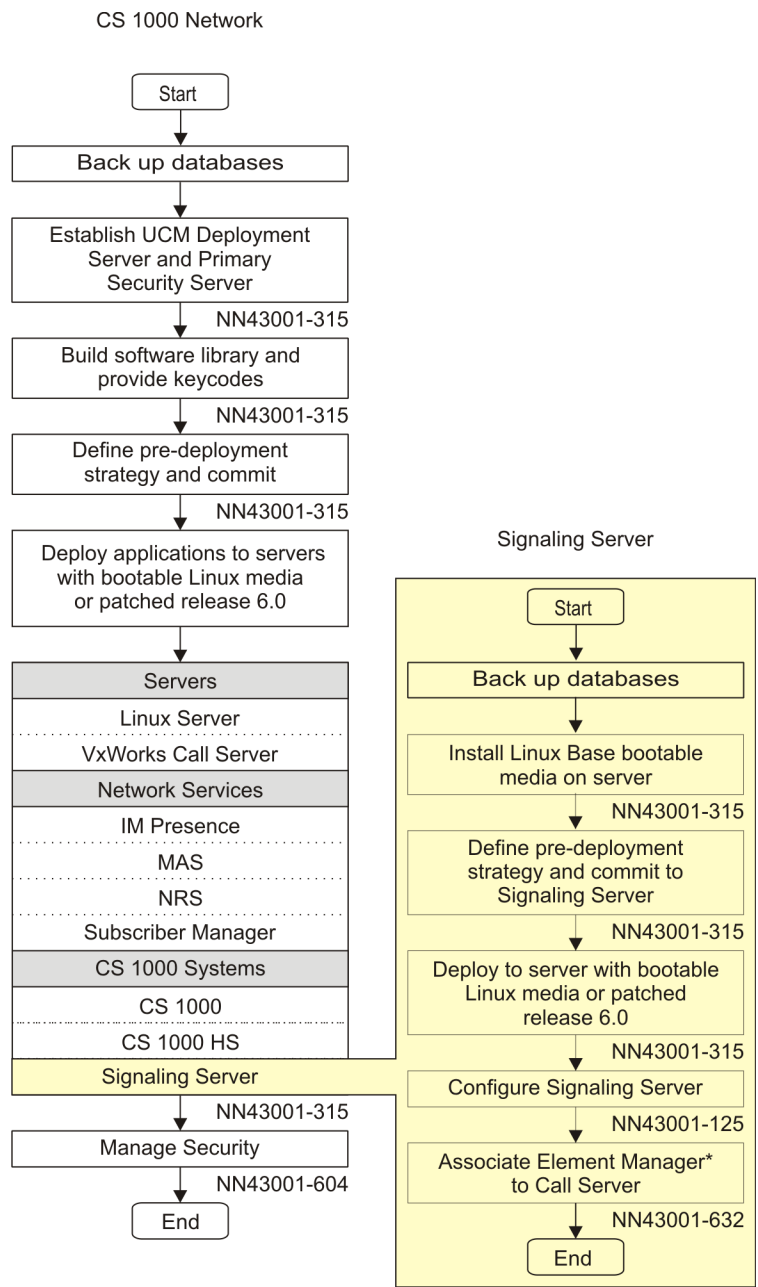 CS 1000 Network
Start
Back up databases
Establish UCM Deployment
Server and Primary
Security Server
NN43001-315
Build software library and
provide keycodes
NN43001-315
Define pre-deployment
strategy and commit
NN43001-315
Deploy applications to servers
with bootable Linux media
or patched release 6.0
Servers
Linux Server
VxWorks Call Server
Network Services
IM Presence
MAS
NRS
Subscriber Manager
CS 1000 Systems
CS 1000
CS 1000 HS
Signaling Server
NN43001-315
Manage Security
NN43001-604
End
Signaling Server
Start
Back up databases
Install Linux Base bootable
media on server
NN43001-315
Define pre-deployment
strategy and commit to
Signaling Server
NN43001-315
Deploy to server with bootable
Linux media or patched
release 6.0
NN43001-315
Configure Signaling Server
NN43001-125
Associate Element Manager*
to Call Server
NN43001-632
End